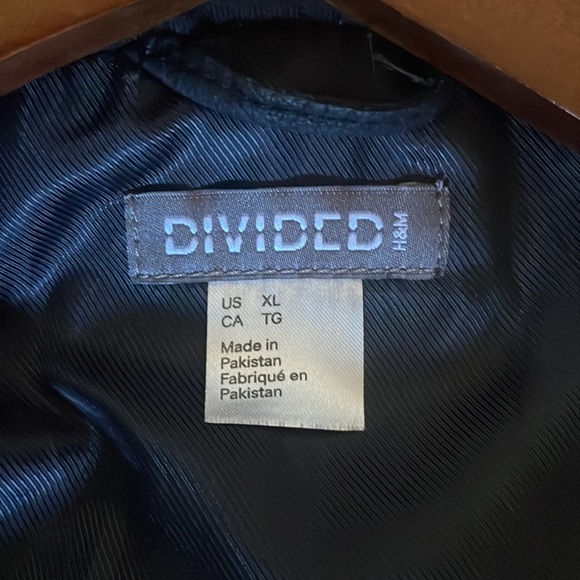 DIVIDED H&M
US XL
CA TG
Made in
Pakistan
Fabriqué en
Pakistan